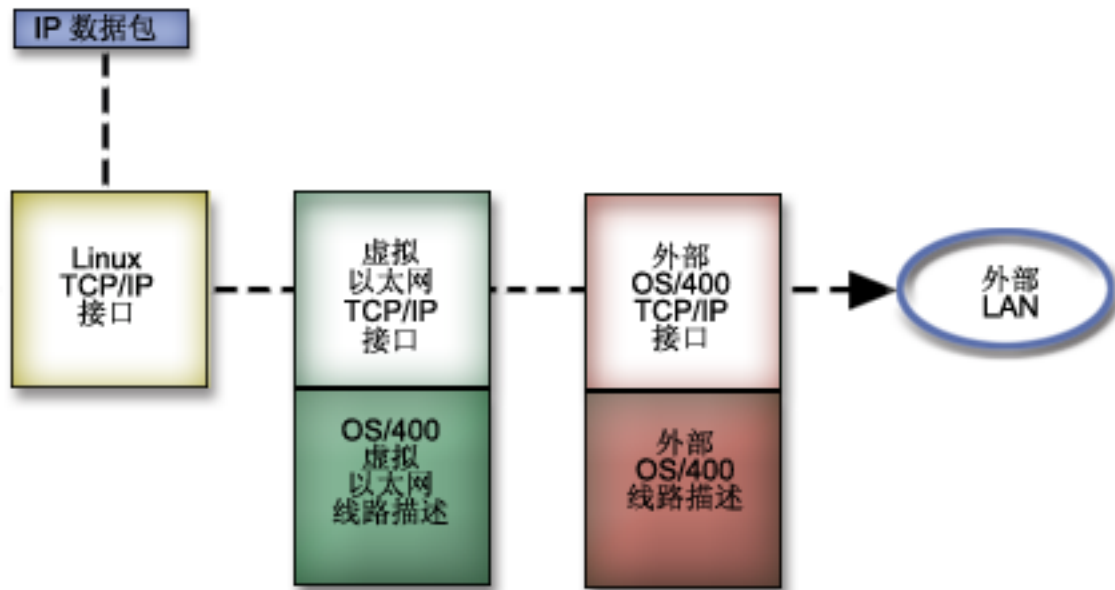 IP 数据包
Linux
TCP/IP
接口
虚拟
以太网
TCP/IP
接口
外部
OS/400
TCP/IP
接口
外部
LAN
OS/400
虚拟
以太网
线路描述
外部
OS/400
线路描述